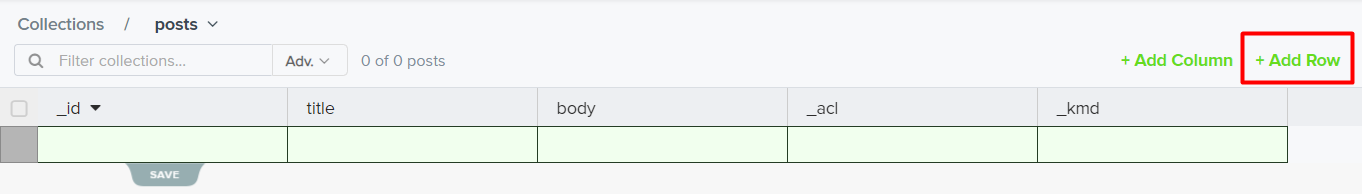 Collections / posts
Filter collections... Adv. 0 of 0 posts + Add Column + Add Row
_id title body _acl _kmd
SAVE